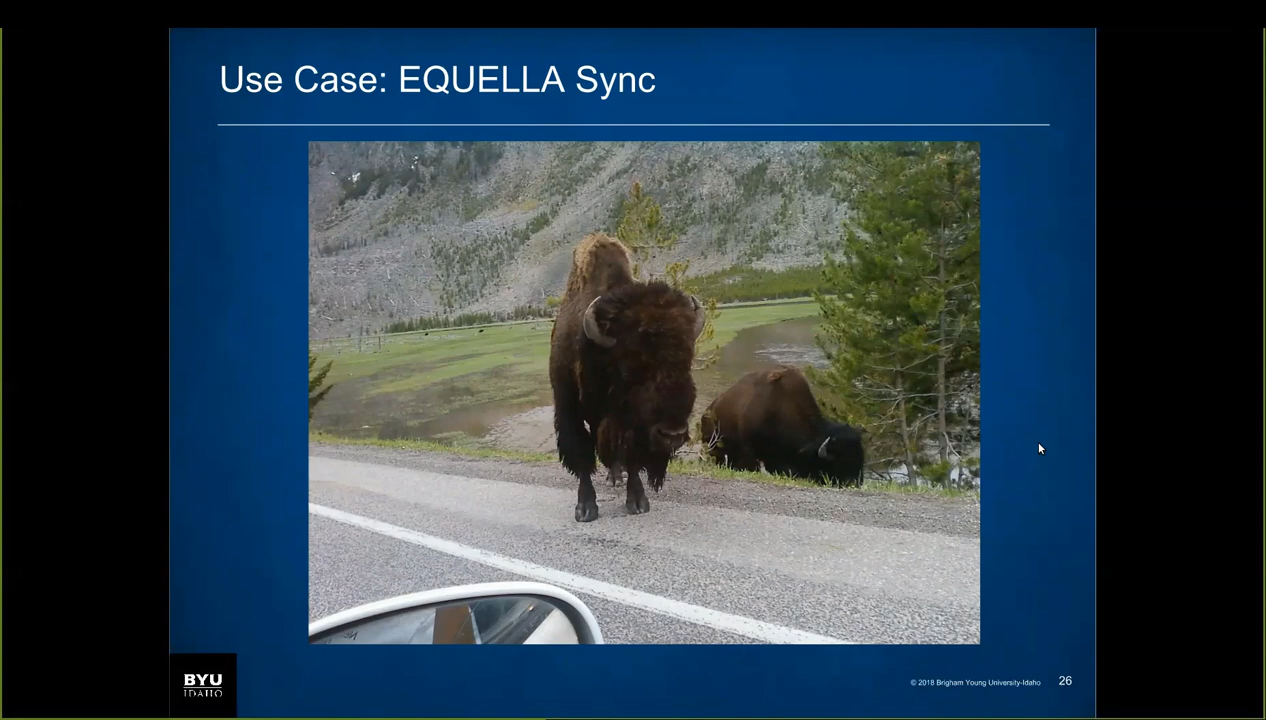 Use Case: EQUELLA Sync
BYU
IDAHO
© 2018 Brigham Young University-Idaho
26